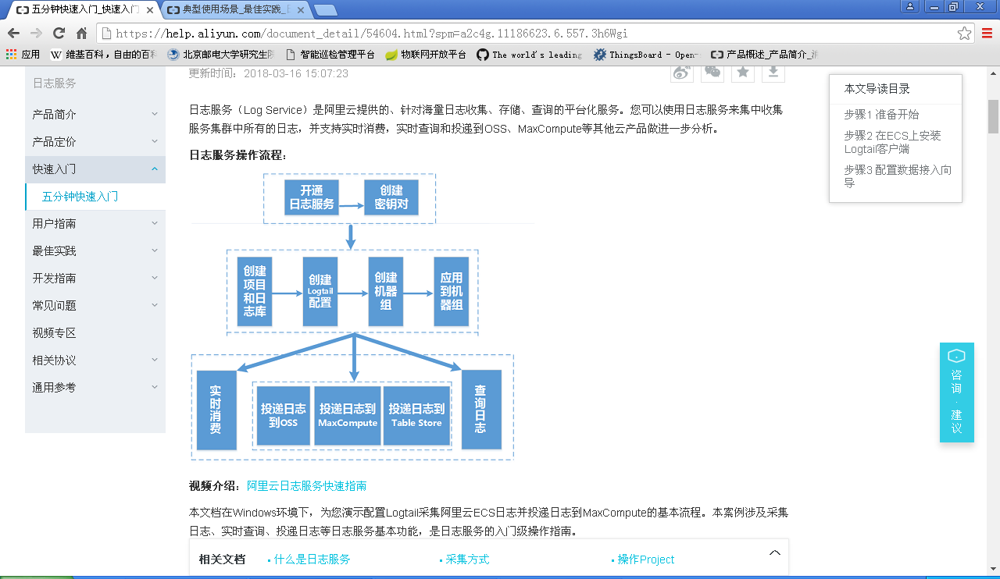 五分钟快速入门_快速入门
典型使用场景_最佳实践_日
https://help.aliyun.com/document_detail/54604.html?spm=a2c4g.11186623.6.557.3h6Wgi
应用
维基百科，自由的百科
北京邮电大学研究生院
智能巡检管理平台
物联网开放平台
The world's leading
ThingsBoard - Open-
产品概述_产品简介_消
日志服务
产品简介
产品定价
快速入门
五分钟快速入门
用户指南
最佳实践
开发指南
常见问题
视频专区
相关协议
通用参考
更新时间：2018-03-16 15:07:23
日志服务（Log Service）是阿里云提供的、针对海量日志收集、存储、查询的平台化服务。您可以使用日志服务来集中收集
服务集群中所有的日志，并支持实时消费，实时查询和投递到OSS、MaxCompute等其他云产品做进一步分析。
日志服务操作流程：
开通
日志服务
创建
密钥对
创建
项目
和日
志库
创建
Logtail
配置
创建
机器
组
应用
到机
器组
实
时
消
费
投递日志
到OSS
投递日志到
MaxCompute
投递日志到
Table Store
查
询
日
志
视频介绍：阿里云日志服务快速指南
本文档在Windows环境下，为您演示配置Logtail采集阿里云ECS日志并投递日志到MaxCompute的基本流程。本案例涉及采集
日志、实时查询、投递日志等日志服务基本功能，是日志服务的入门级操作指南。
相关文档
什么是日志服务
采集方式
操作Project
本文导读目录
步骤1 准备开始
步骤2 在ECS上安装
Logtail客户端
步骤3 配置数据接入向
导
咨
询
·
建
议